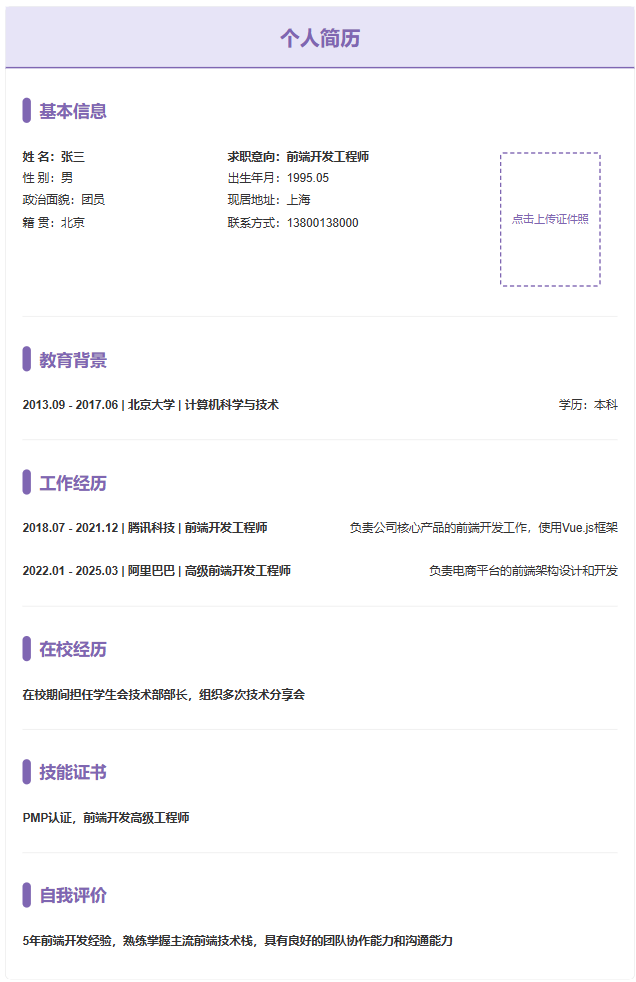 个人简历
基本信息
姓 名：张三 求职意向：前端开发工程师
性 别：男 出生年月：1995.05
政治面貌：团员 现居地址：上海
点击上传证件照
籍 贯：北京 联系方式：13800138000
教育背景
2013.09 - 2017.06 | 北京大学 | 计算机科学与技术 学历：本科
工作经历
2018.07 - 2021.12 | 腾讯科技 | 前端开发工程师 负责公司核心产品的前端开发工作，使用Vue.js框架
2022.01 - 2025.03 | 阿里巴巴 | 高级前端开发工程师 负责电商平台的前端架构设计和开发
在校经历
在校期间担任学生会技术部部长，组织多次技术分享会
技能证书
PMP认证，前端开发高级工程师
自我评价
5年前端开发经验，熟练掌握主流前端技术栈，具有良好的团队协作能力和沟通能力